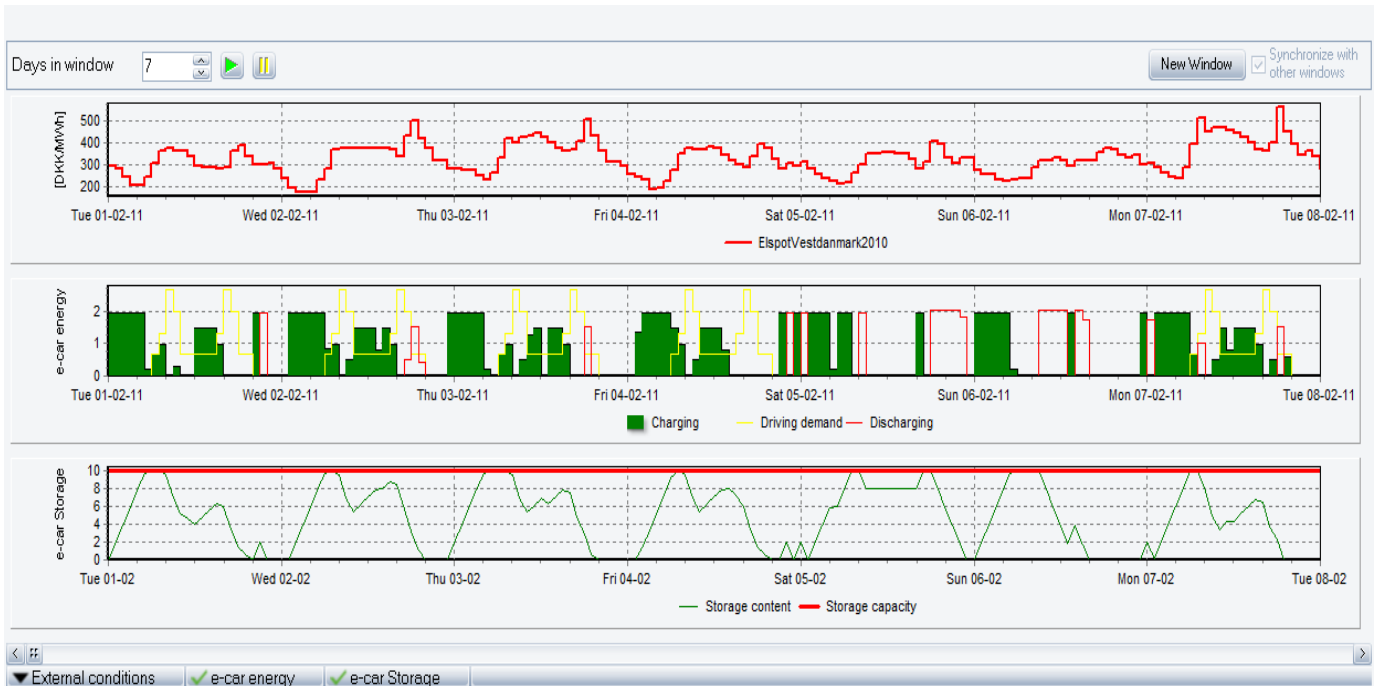 Days in window 7 New Window Synchronize with
other windows
[DKK/MWh]
500
400
300
200
Tue 01-02-11 Wed 02-02-11 Thu 03-02-11 Fri 04-02-11 Sat 05-02-11 Sun 06-02-11 Mon 07-02-11 Tue 08-02-11
ElspotVestdanmark2010
e-car energy
2
1
0
Tue 01-02-11 Wed 02-02-11 Thu 03-02-11 Fri 04-02-11 Sat 05-02-11 Sun 06-02-11 Mon 07-02-11 Tue 08-02-11
Charging Driving demand Discharging
e-car Storage
10
8
6
4
2
0
Tue 01-02 Wed 02-02 Thu 03-02 Fri 04-02 Sat 05-02 Sun 06-02 Mon 07-02 Tue 08-02
Storage content Storage capacity
External conditions e-car energy e-car Storage